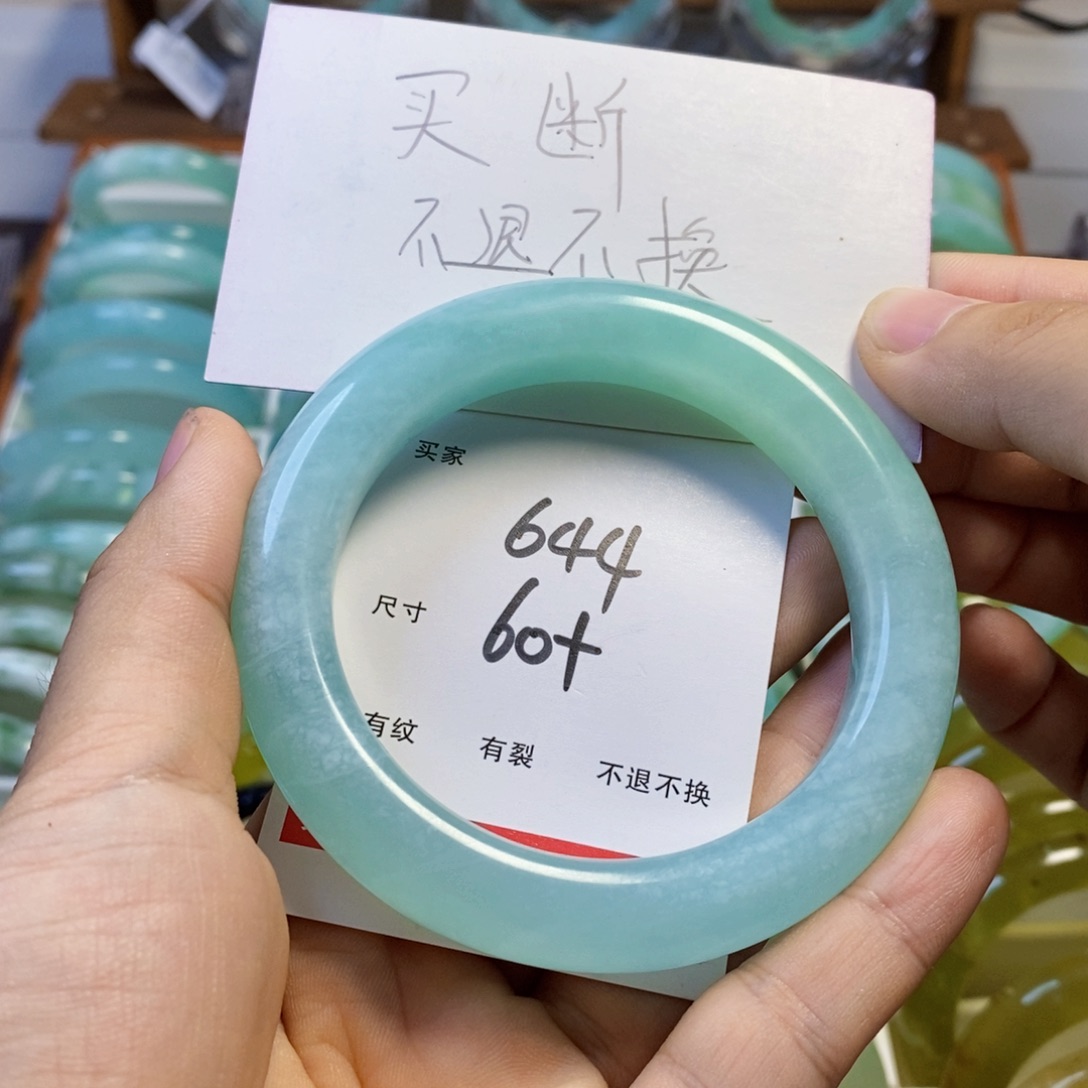 买断
不退不换
买家
644
尺寸 60+
有纹 有裂 不退不换